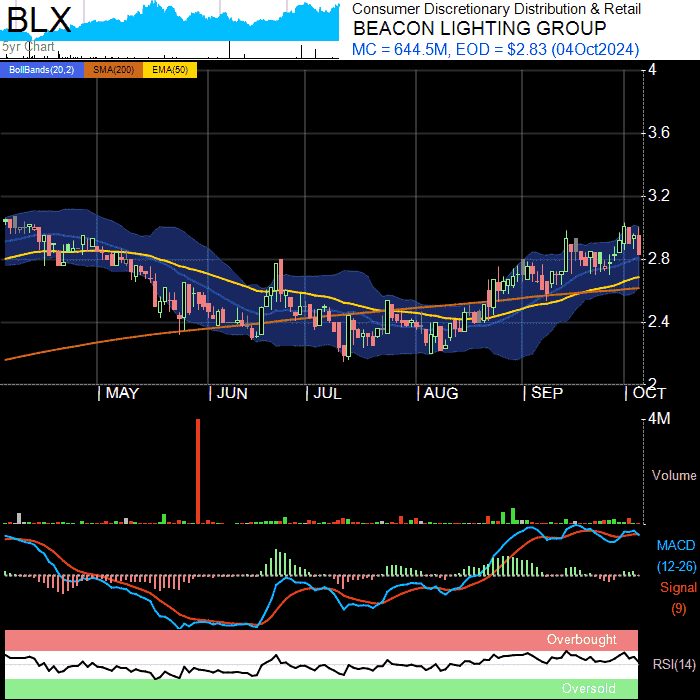 BLX
5yr Chart
Consumer Discretionary Distribution & Retail
BEACON LIGHTING GROUP
MC = 644.5M, EOD = $2.83 (04Oct2024)
BollBands(20,2) SMA(200) EMA(50)
4
3.6
3.2
2.8
2.4
2
MAY JUN JUL AUG SEP OCT
4M
Volume
MACD
(12-26)
Signal
(9)
Overbought
RSI(14)
Oversold